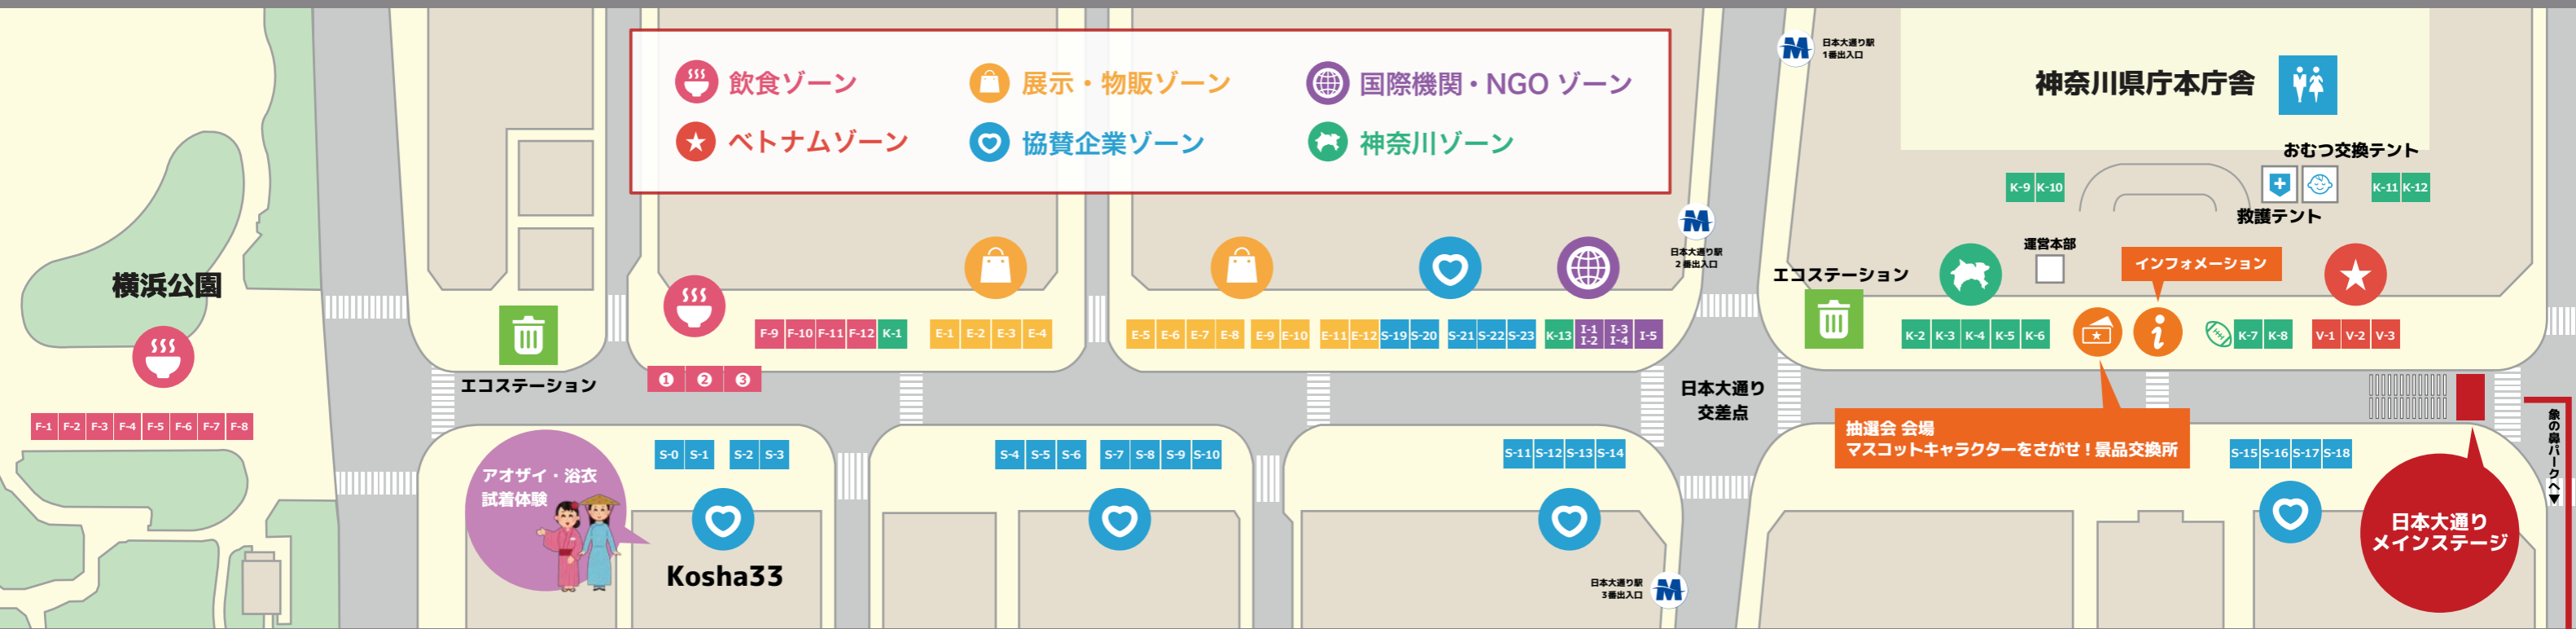 飲食ゾーン
展示・物販ゾーン
国際機関・NGO ゾーン
ベトナムゾーン
協賛企業ゾーン
神奈川ゾーン
日本大通り駅
1番出入口
神奈川県庁本庁舎
おむつ交換テント
K-9 K-10
K-11 K-12
救護テント
日本大通り駅
2番出入口
運営本部
インフォメーション
エコステーション
横浜公園
F-9 F-10 F-11 F-12 K-1
E-1 E-2 E-3 E-4
E-5 E-6 E-7 E-8
E-9 E-10
E-11 E-12 S-19 S-20
S-21 S-22 S-23
K-13 I-1 I-3 I-5
I-2 I-4
K-2 K-3 K-4 K-5 K-6
K-7 K-8
V-1 V-2 V-3
エコステーション
1 2 3
日本大通り
交差点
F-1 F-2 F-3 F-4 F-5 F-6 F-7 F-8
抽選会 会場
マスコットキャラクターをさがせ！景品交換所
象の鼻パークへ▼
アオザイ・浴衣
試着体験
S-0 S-1
S-2 S-3
S-4 S-5 S-6
S-7 S-8 S-9 S-10
S-11 S-12 S-13 S-14
S-15 S-16 S-17 S-18
日本大通り
メインステージ
Kosha33
日本大通り駅
3番出入口